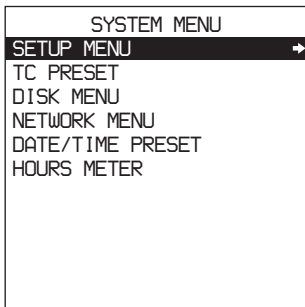 SYSTEM MENU
SETUP MENU
TC PRESET
DISK MENU
NETWORK MENU
DATE/TIME PRESET
HOURS METER